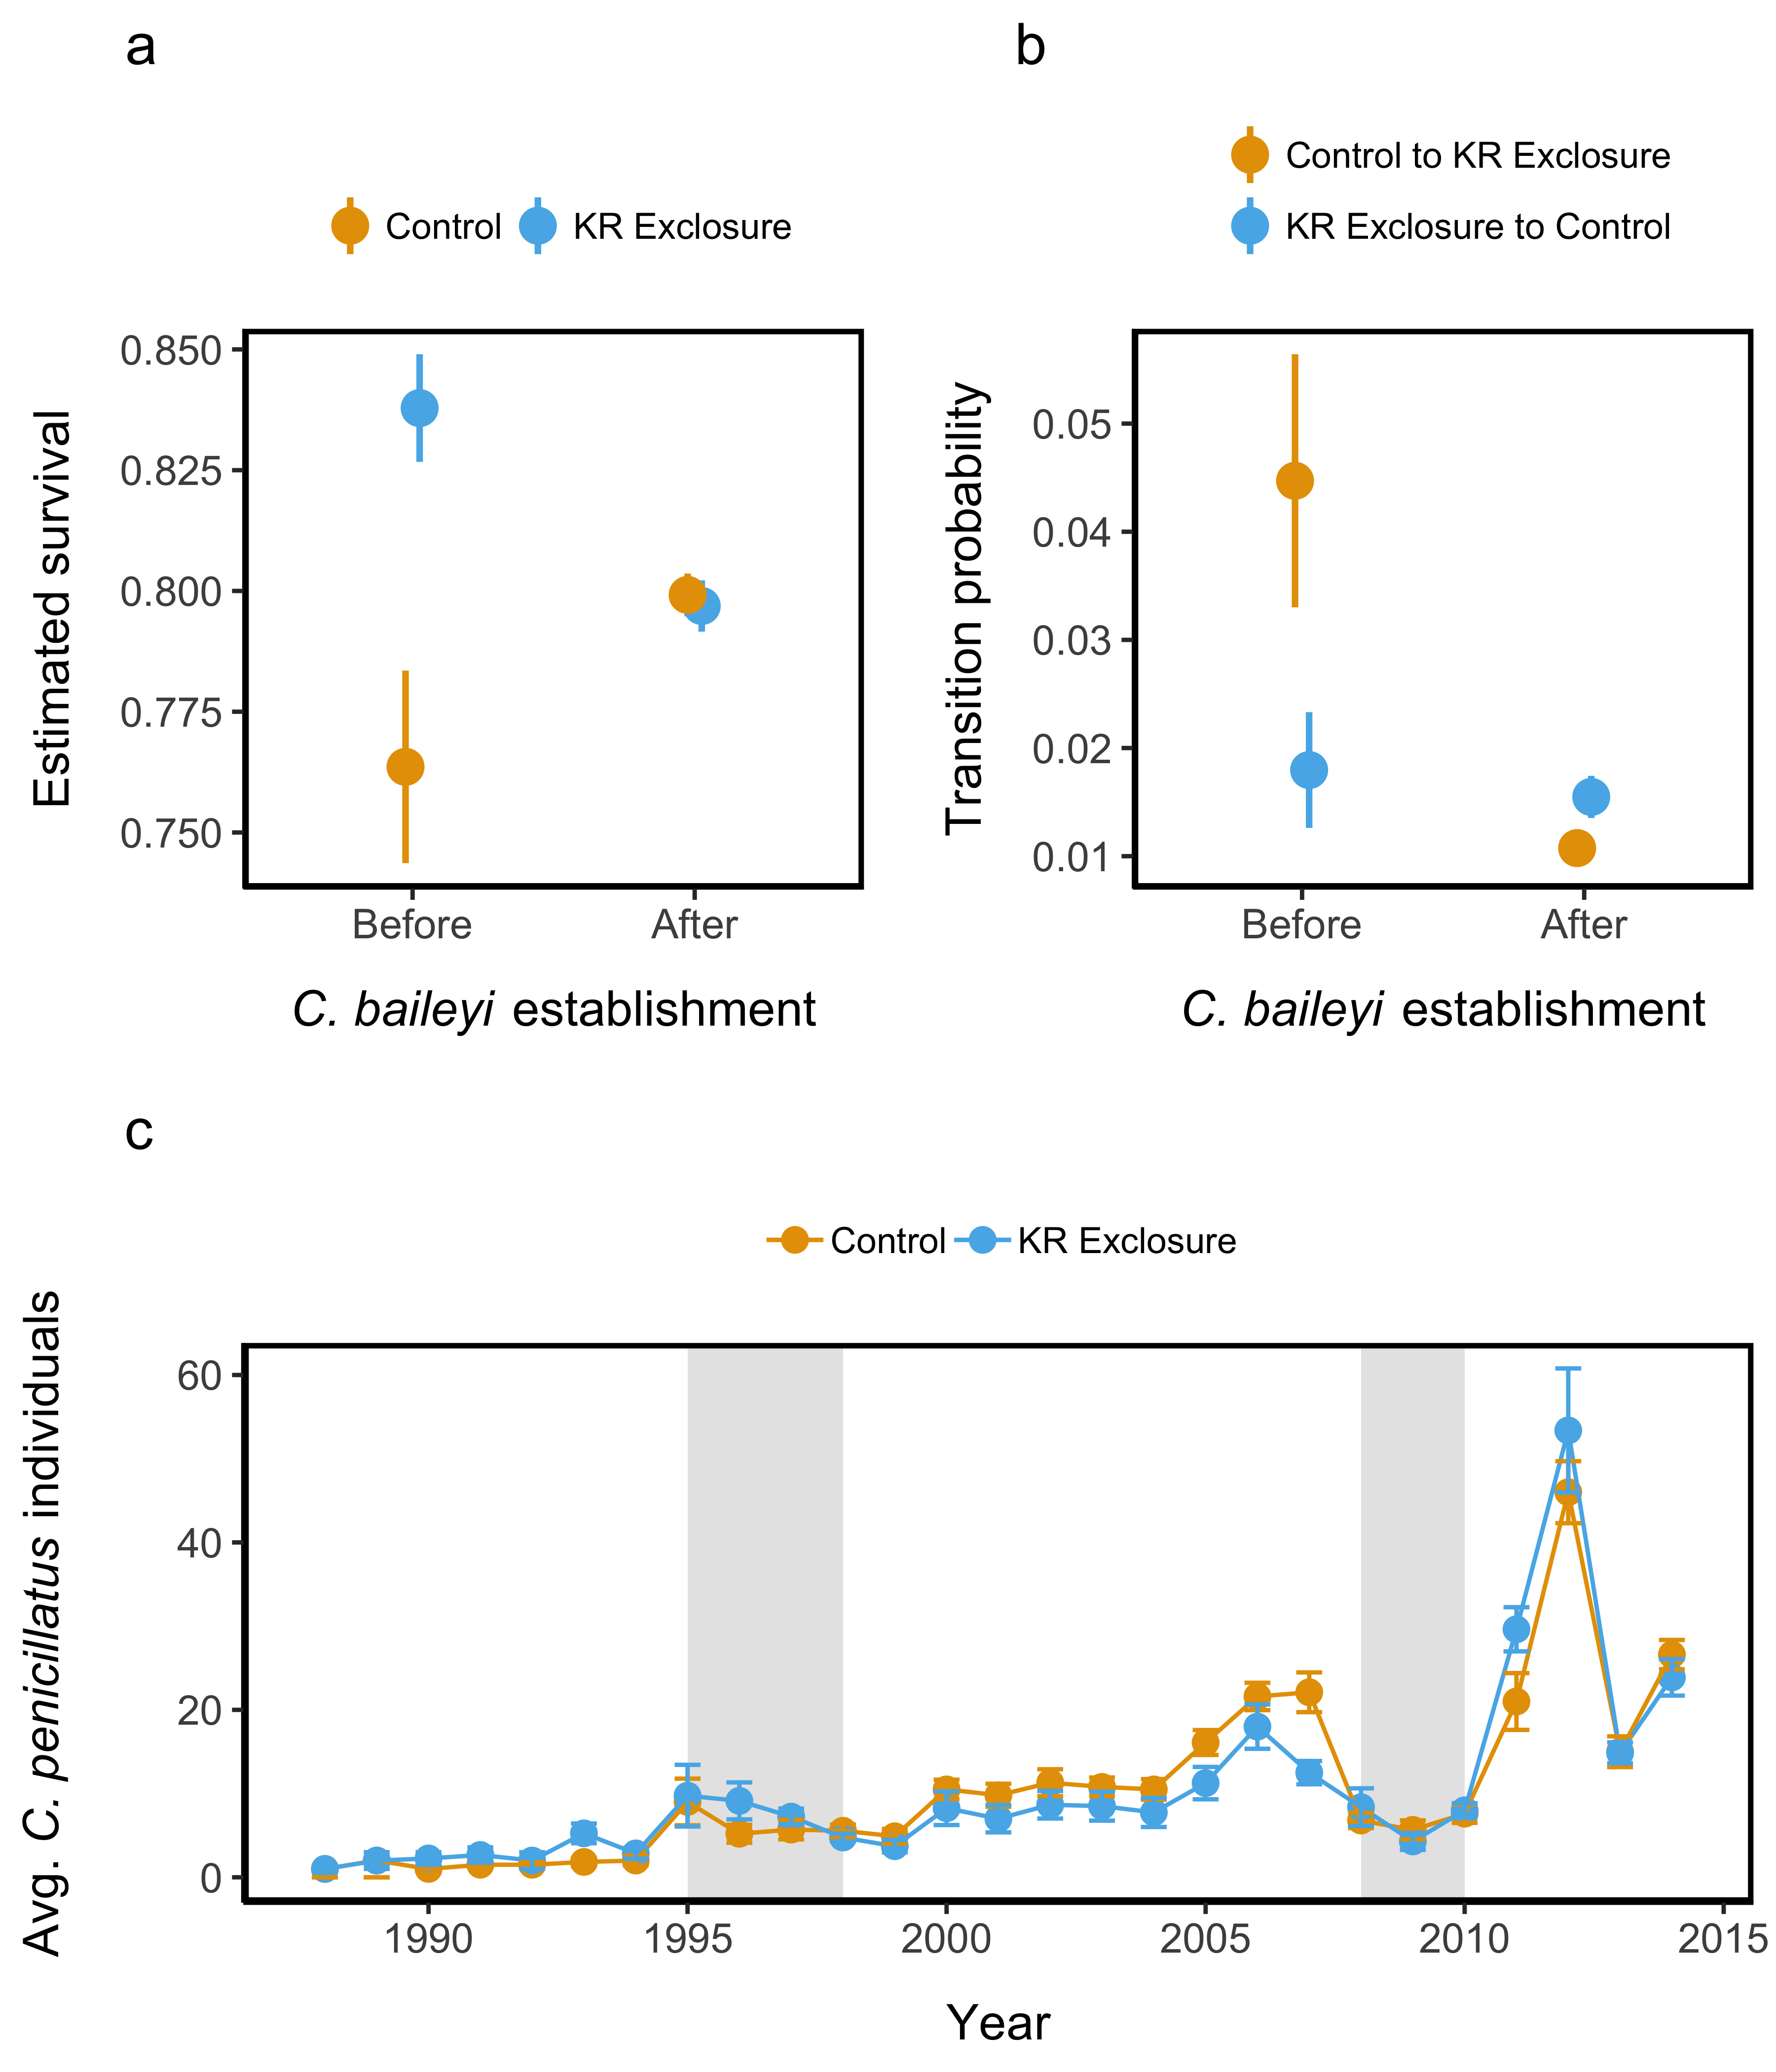 a
Control KR Exclosure
Estimated survival
0.850
0.825
0.800
0.775
0.750
Before After
C. baileyi establishment
b
Control to KR Exclosure
KR Exclosure to Control
Transition probability
0.05
0.04
0.03
0.02
0.01
Before After
C. baileyi establishment
c
Control KR Exclosure
Avg. C. penicillatus individuals
60
40
20
0
1990 1995 2000 2005 2010 2015
Year